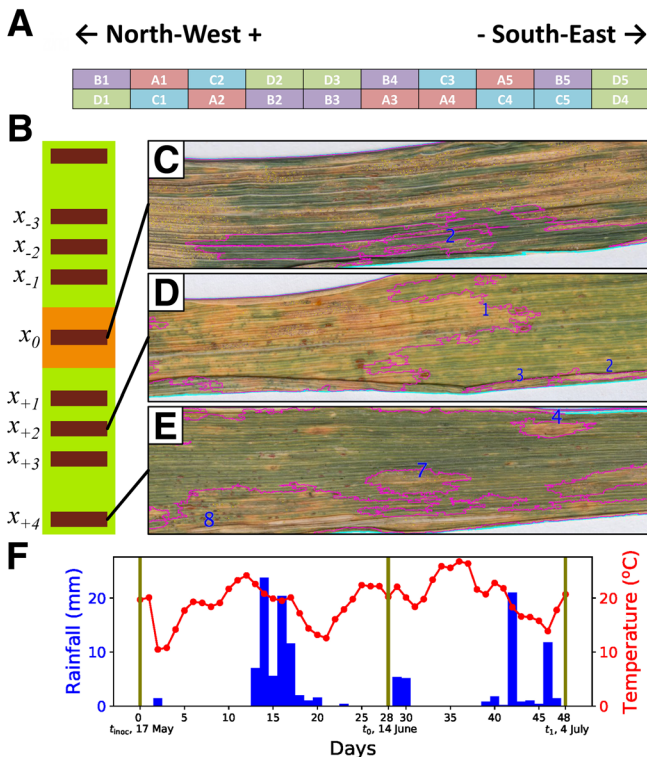 A
← North-West +
- South-East →
B1 A1 C2 D2 D3 B4 C3 A5 B5 D5
D1 C1 A2 B2 B3 A3 A4 C4 C5 D4
B
x-3
x-2
x-1
x0
x+1
x+2
x+3
x+4
C
2
D
1
3
2
E
4
7
8
F
Rainfall (mm)
20
10
0
Temperature (ºC)
20
10
0
0 5 10 15 20 25 28 30 35 40 45 48
tinoc, 17 May
t0, 14 June
t1, 4 July
Days